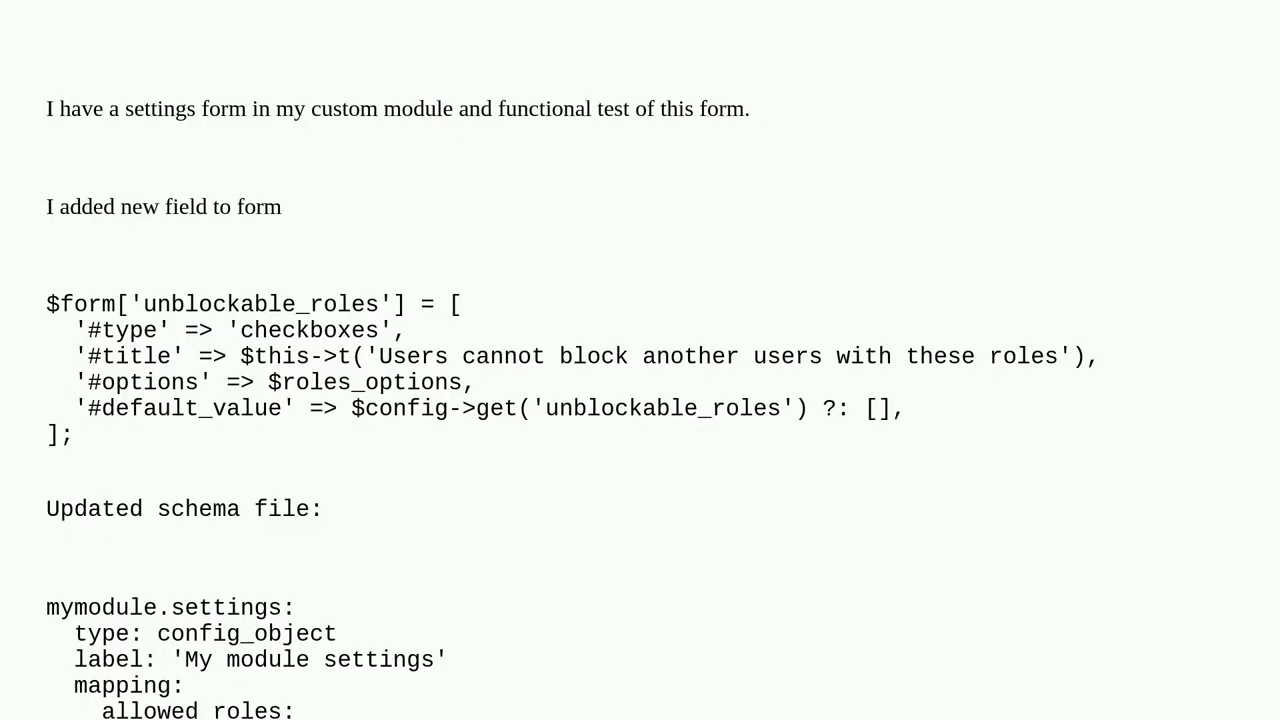 I have a settings form in my custom module and functional test of this form.
I added new field to form
$form['unblockable_roles'] = [
  '#type' => 'checkboxes',
  '#title' => $this->t('Users cannot block another users with these roles'),
  '#options' => $roles_options,
  '#default_value' => $config->get('unblockable_roles') ?: [],
];
Updated schema file:
mymodule.settings:
  type: config_object
  label: 'My module settings'
  mapping:
    allowed_roles: